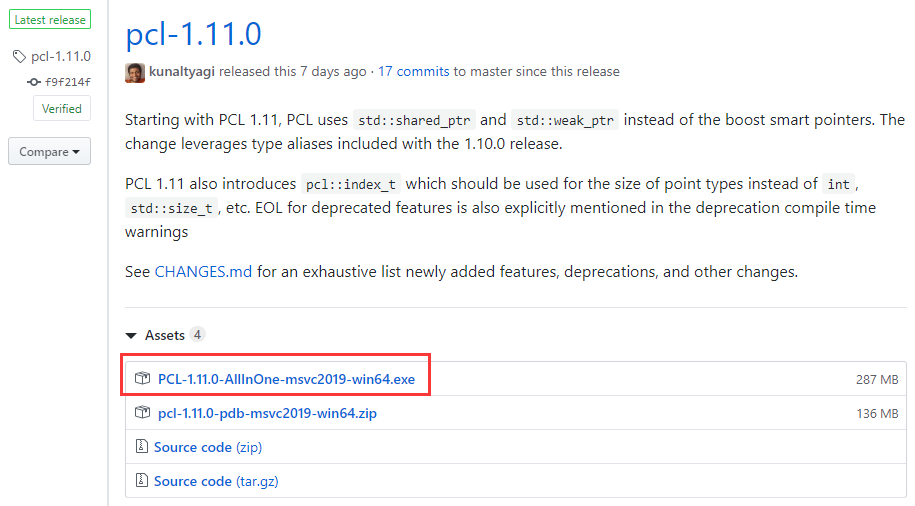 Latest release
pcl-1.11.0
f9f214f
Verified
Compare
pcl-1.11.0
kunaltyagi released this 7 days ago · 17 commits to master since this release
Starting with PCL 1.11, PCL uses std::shared_ptr and std::weak_ptr instead of the boost smart pointers. The
change leverages type aliases included with the 1.10.0 release.
PCL 1.11 also introduces pcl::index_t which should be used for the size of point types instead of int ,
std::size_t , etc. EOL for deprecated features is also explicitly mentioned in the deprecation compile time
warnings
See CHANGES.md for an exhaustive list newly added features, deprecations, and other changes.
Assets 4
PCL-1.11.0-AllInOne-msvc2019-win64.exe 287 MB
pcl-1.11.0-pdb-msvc2019-win64.zip 136 MB
Source code (zip)
Source code (tar.gz)